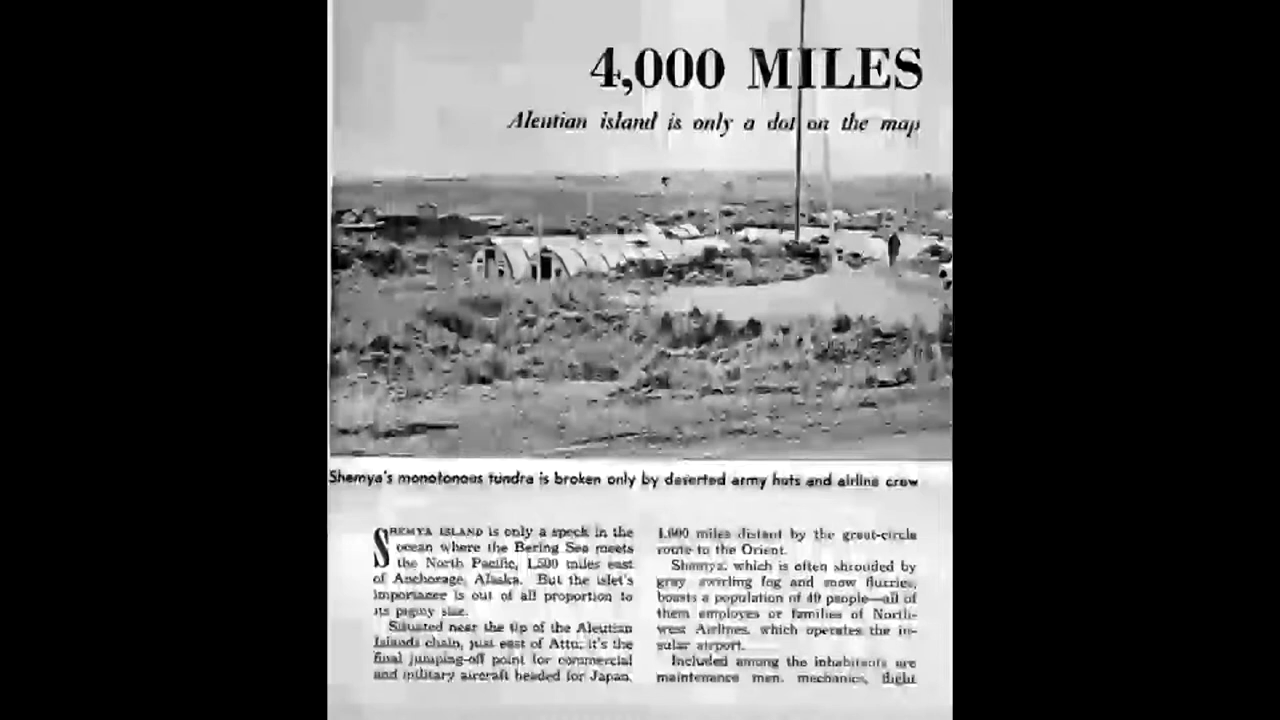 4,000 MILES
Aleutian island is only a dot on the map
Shemya's monotonous tundra is broken only by deserted army huts and airline crew
SHEMYA ISLAND is only a speck in the
ocean where the Bering Sea meets
the North Pacific, 1,500 miles east
of Anchorage, Alaska. But the islet's
importance is out of all proportion to
its pigmy size.
Situated near the tip of the Aleutian
Islands chain, just east of Attu, it's the
final jumping-off point for commercial
and military aircraft headed for Japan,
miles distant by the great-circle
route to the Orient.
Shemya, which is often shrouded by
gray swirling fog and snow flurries,
boasts a population of 40 people—all of
them employes or families of North-
west Airlines, which operates the in-
sular airport.
Included among the inhabitants are
maintenance men, mechanics, flight